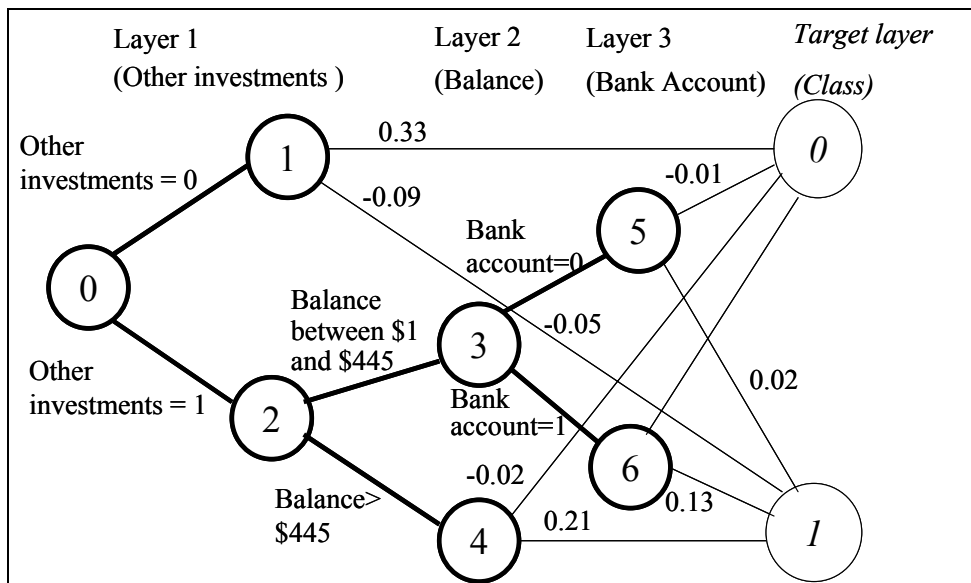 Layer 1
(Other investments )
Layer 2
(Balance)
Layer 3
(Bank Account)
Target layer
(Class)
Other
investments = 0
1
0.33
0
-0.09
-0.01
5
Bank
account=0
0
Balance
between $1
and $445
3
-0.05
0.02
Other
investments = 1
2
Bank
account=1
6
-0.02
0.13
Balance>
$445
4
0.21
1